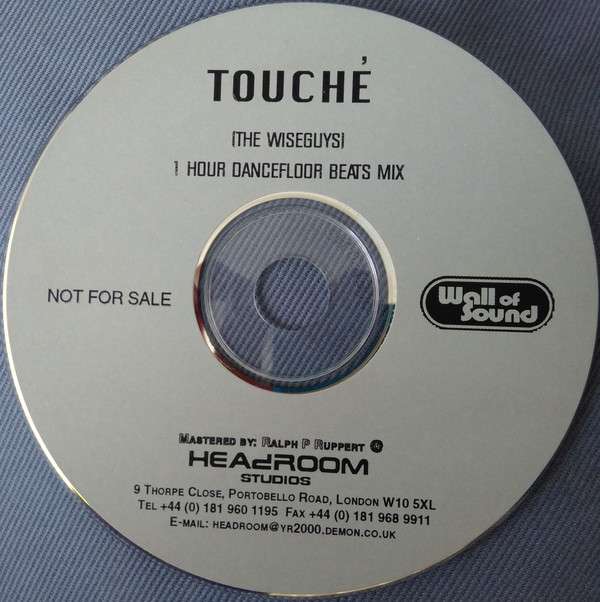 TOUCHÉ
(THE WISEGUYS)
1 HOUR DANCEFLOOR BEATS MIX
NOT FOR SALE
Wall of
Sound
MASTERED BY: RALPH P RUPPERT
HEADROOM
STUDIOS
9 THORPE CLOSE, PORTOBELLO ROAD, LONDON W10 5XL
TEL +44 (0) 181 960 1195 FAX +44 (0) 181 968 9911
E-MAIL: HEADROOM@YR2000.DEMON.CO.UK